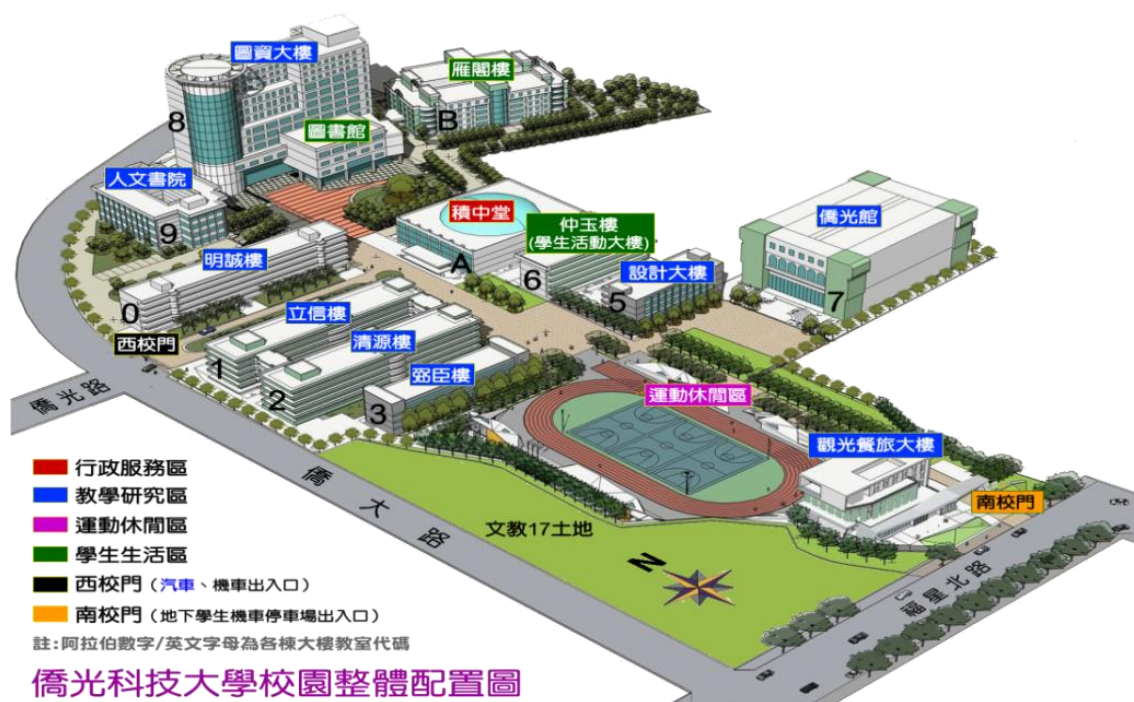 圖資大樓
雁閣樓
8
B
圖書館
人文書院
9
積中堂
仲玉樓
(學生活動大樓)
僑光館
明誠樓
A
6
設計大樓
5
7
0
立信樓
西校門
清源樓
1
弼臣樓
2
3
運動休閒區
僑光路
觀光餐旅大樓
南校門
僑大路
文教17土地
N
福星北路
行政服務區
教學研究區
運動休閒區
學生生活區
西校門（汽車、機車出入口）
南校門（地下學生機車停車場出入口）
註:阿拉伯數字/英文字母為各棟大樓教室代碼
僑光科技大學校園整體配置圖